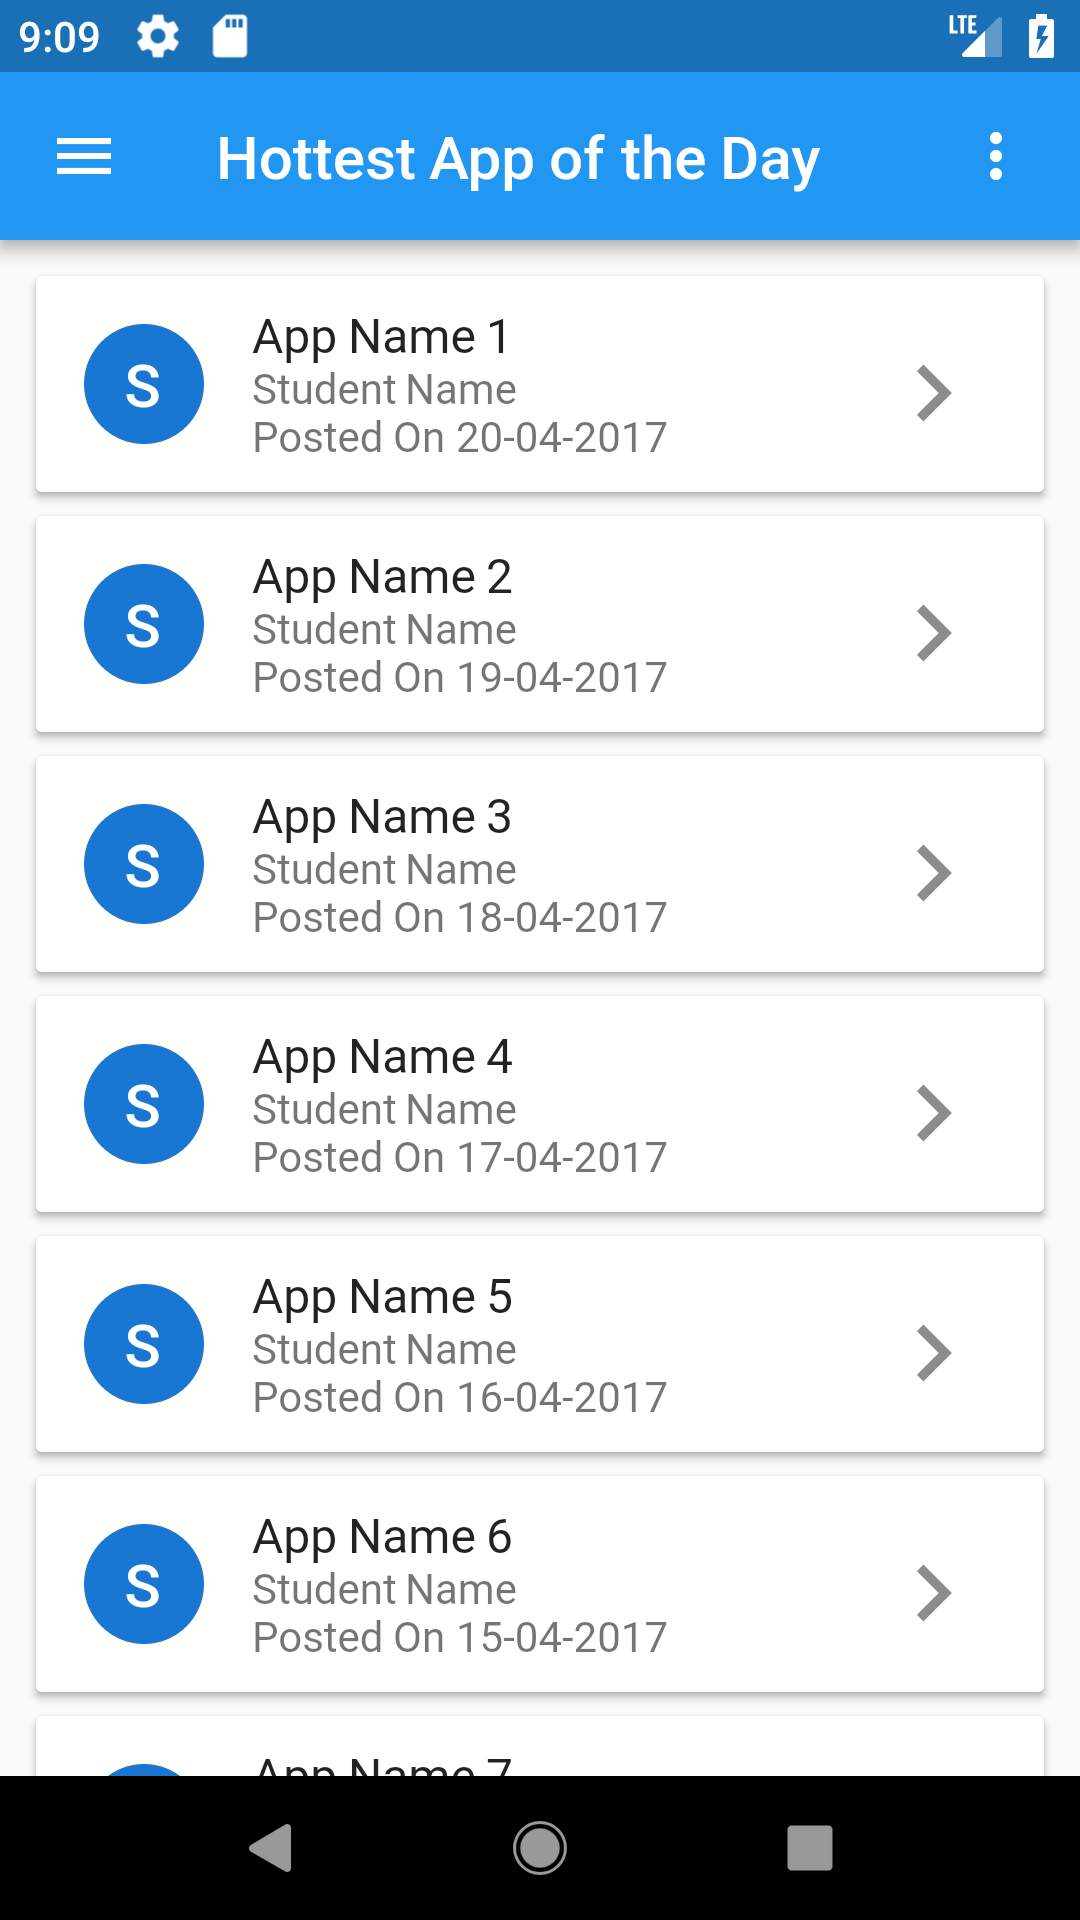 9:09
LTE
Hottest App of the Day
S
App Name 1
Student Name
Posted On 20-04-2017
S
App Name 2
Student Name
Posted On 19-04-2017
S
App Name 3
Student Name
Posted On 18-04-2017
S
App Name 4
Student Name
Posted On 17-04-2017
S
App Name 5
Student Name
Posted On 16-04-2017
S
App Name 6
Student Name
Posted On 15-04-2017
App Name 7